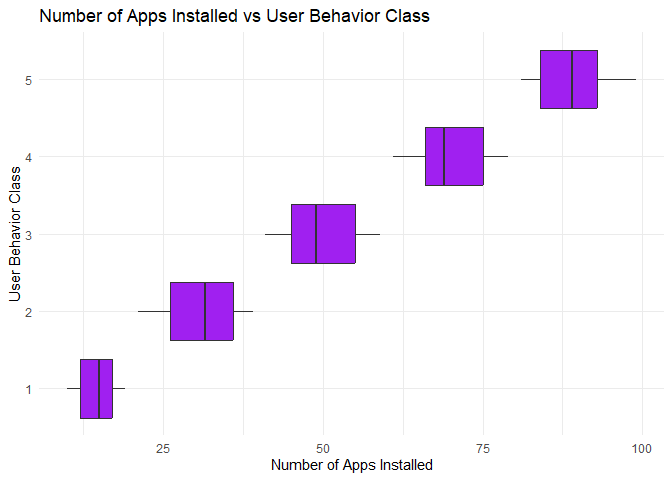 Number of Apps Installed vs User Behavior Class
User Behavior Class
5
4
3
2
1
25 50 75 100
Number of Apps Installed